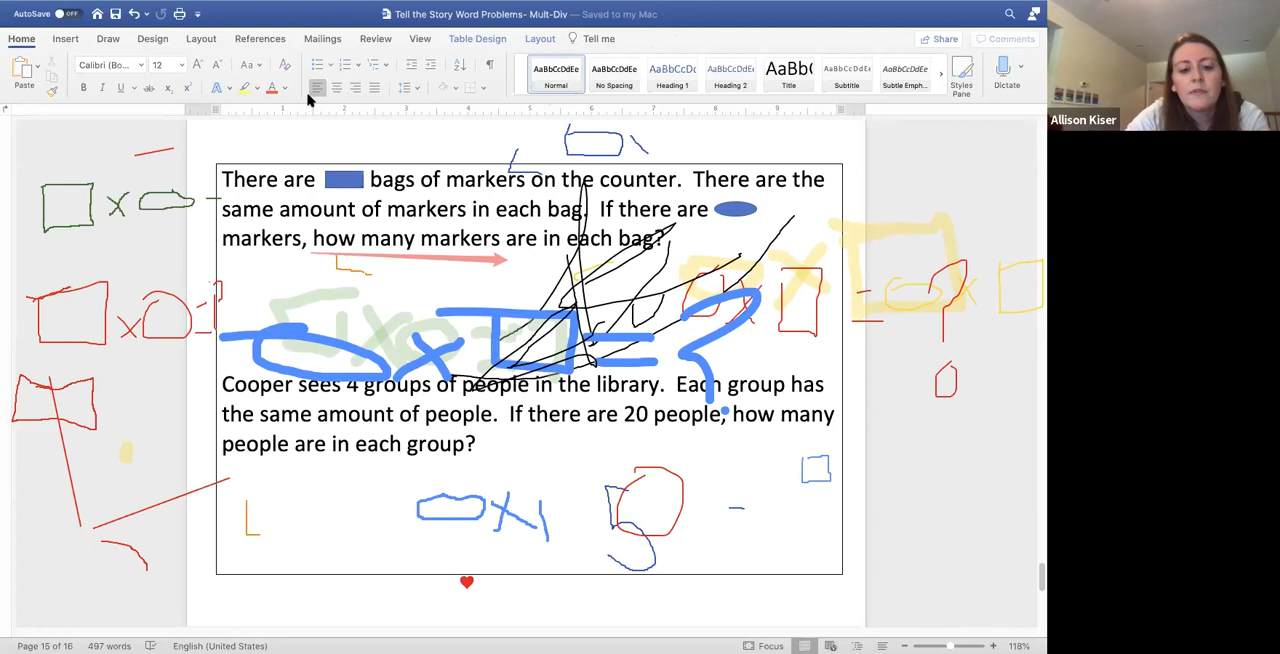 AutoSave OFF Tell the Story Word Problems- Mult-Div — Saved to my Mac
Home Insert Draw Design Layout References Mailings Review View Table Design Layout Tell me Share Comments
Paste Calibri (Bo... 12 Aa AaBbCcDdEe Normal AaBbCcDdEe No Spacing AaBbCcDc Heading 1 AaBbCcDdEe Heading 2 AaBb( Title AaBbCcDdEe Subtitle AaBbCcDdEe Subtle Emph... Styles Pane Dictate
Allison Kiser
There are bags of markers on the counter. There are the
same amount of markers in each bag. If there are
markers, how many markers are in each bag?
x
x
x =
x = ?
x
Cooper sees 4 groups of people in the library. Each group has
the same amount of people. If there are 20 people, how many
people are in each group?
x
5
Page 15 of 16 497 words English (United States) Focus 118%